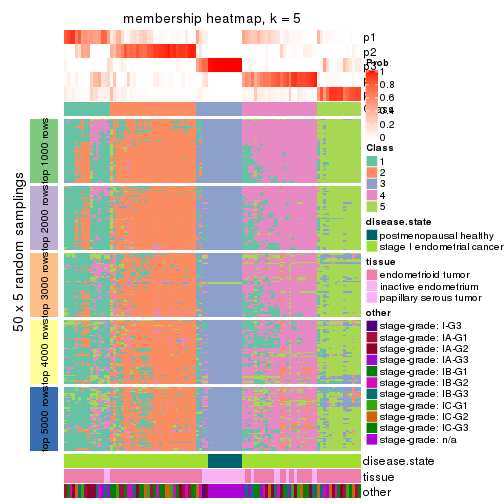 membership heatmap, k = 5
p1
p2
p3
Prob
1
0.8
0.6
0.4
0.2
0
Class
1
2
3
4
5
disease.state
postmenopausal healthy
stage I endometrial cancer
tissue
endometrioid tumor
inactive endometrium
papillary serous tumor
other
stage-grade: I-G3
stage-grade: IA-G1
stage-grade: IA-G2
stage-grade: IA-G3
stage-grade: IB-G1
stage-grade: IB-G2
stage-grade: IB-G3
stage-grade: IC-G1
stage-grade: IC-G2
stage-grade: IC-G3
stage-grade: n/a
50 x 5 random samplings
top 1000 rows
top 2000 rows
top 3000 rows
top 4000 rows
top 5000 rows
disease.state
tissue
other